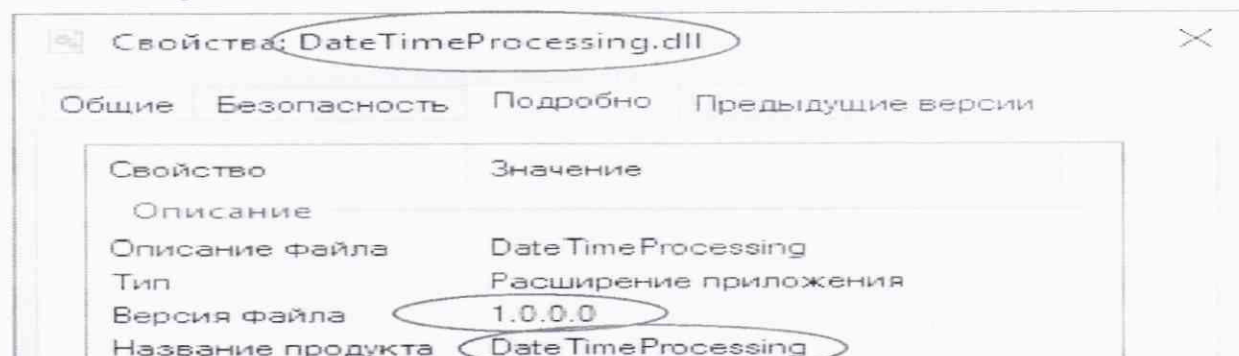 Свойства: DateTimeProcessing.dll
Общие Безопасность Подробно Предыдущие версии
Свойство Значение
Описание
Описание файла DateTimeProcessing
Тип Расширение приложения
Версия файла 1.0.0.0
Название продукта DateTimeProcessing